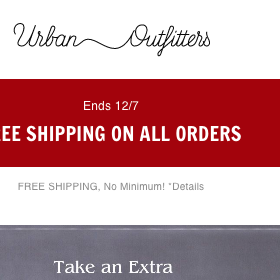 Urban Outfitters
Ends 12/7
EE SHIPPING ON ALL ORDERS
FREE SHIPPING, No Minimum! *Details
Take an Extra